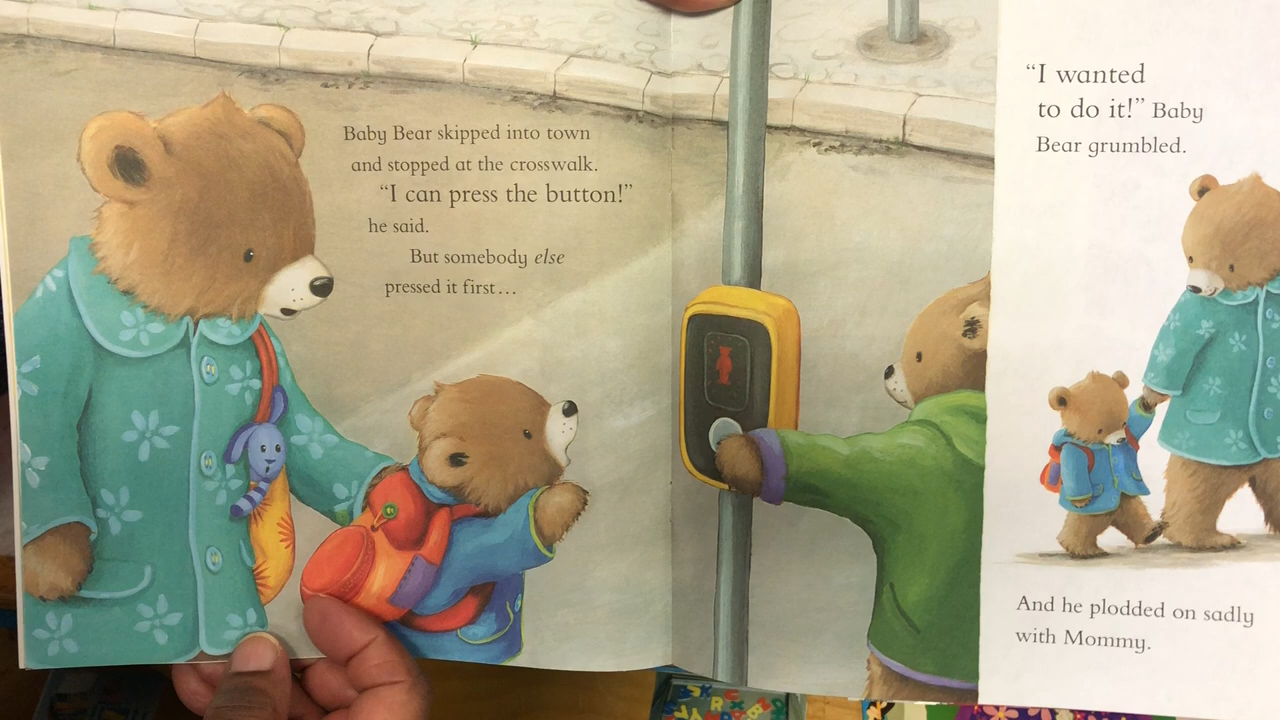 Baby Bear skipped into town
and stopped at the crosswalk.
“I can press the button!”
he said.
But somebody else
pressed it first...
“I wanted
to do it!” Baby
Bear grumbled.
And he plodded on sadly
with Mommy.